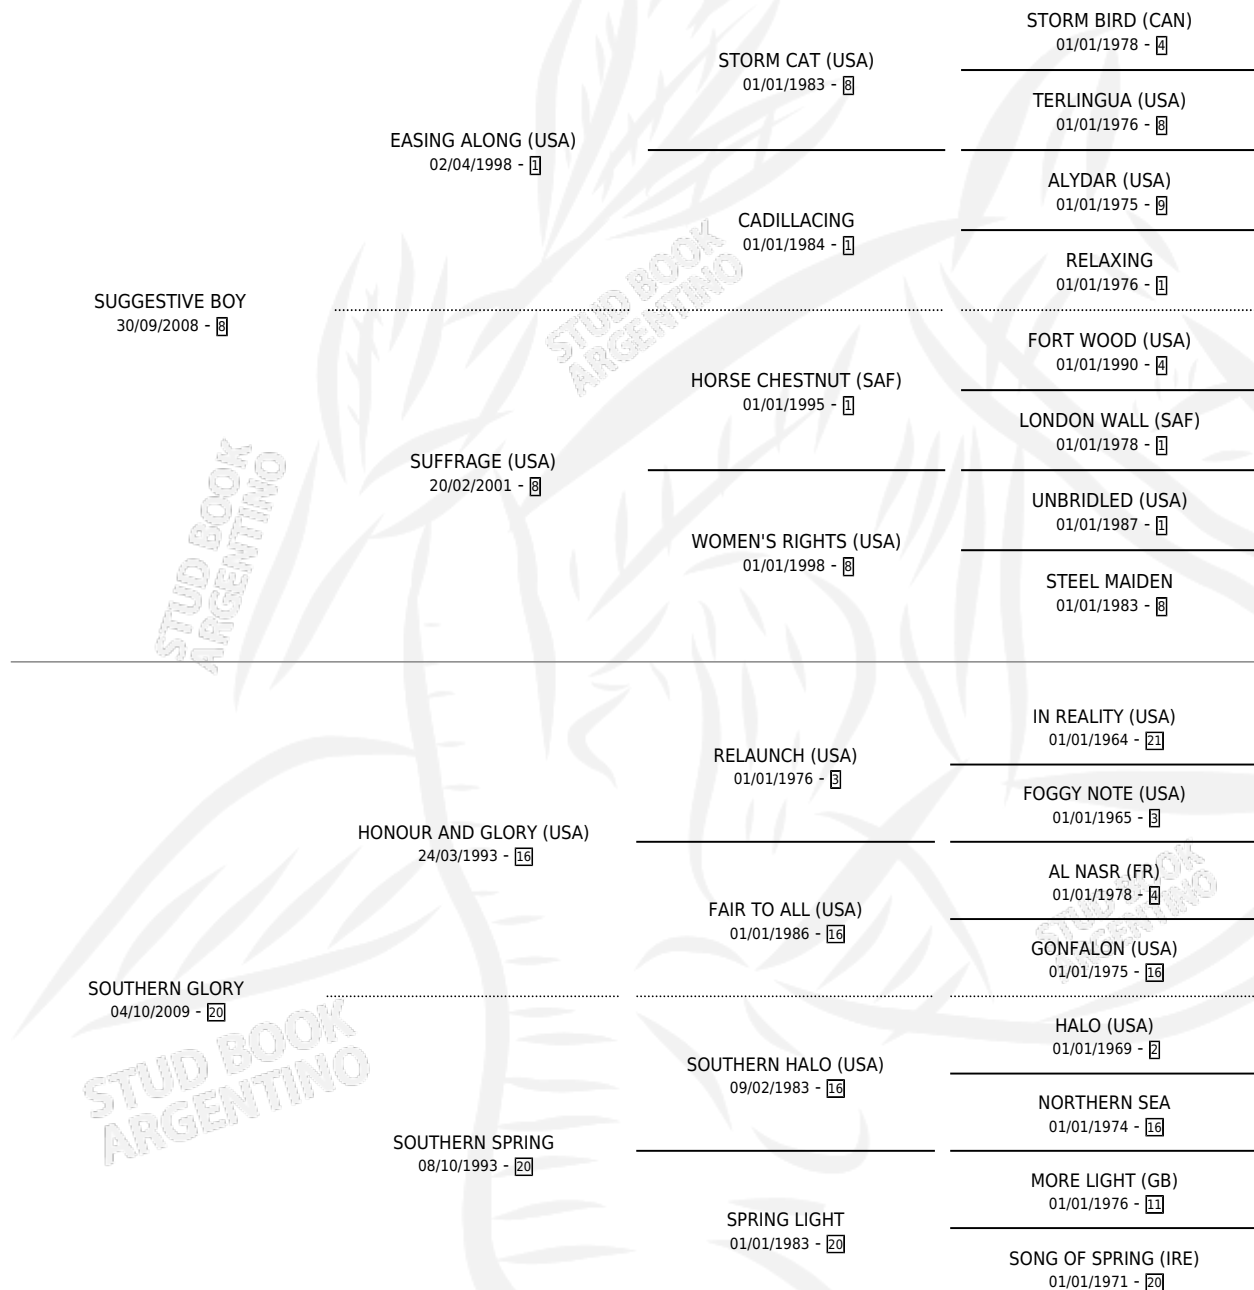 STORM BIRD (CAN)
01/01/1978 - 4
STORM CAT (USA)
01/01/1983 - 8
TERLINGUA (USA)
01/01/1976 - 8
EASING ALONG (USA)
02/04/1998 - 1
ALYDAR (USA)
01/01/1975 - 9
CADILLACING
01/01/1984 - 1
RELAXING
01/01/1976 - 1
SUGGESTIVE BOY
30/09/2008 - 8
FORT WOOD (USA)
01/01/1990 - 4
HORSE CHESTNUT (SAF)
01/01/1995 - 1
LONDON WALL (SAF)
01/01/1978 - 1
SUFFRAGE (USA)
20/02/2001 - 8
UNBRIDLED (USA)
01/01/1987 - 1
WOMEN'S RIGHTS (USA)
01/01/1998 - 8
STEEL MAIDEN
01/01/1983 - 8
IN REALITY (USA)
01/01/1964 - 21
RELAUNCH (USA)
01/01/1976 - 3
FOGGY NOTE (USA)
01/01/1965 - 3
HONOUR AND GLORY (USA)
24/03/1993 - 16
AL NASR (FR)
01/01/1978 - 4
FAIR TO ALL (USA)
01/01/1986 - 16
GONFALON (USA)
01/01/1975 - 16
SOUTHERN GLORY
04/10/2009 - 20
HALO (USA)
01/01/1969 - 2
SOUTHERN HALO (USA)
09/02/1983 - 16
NORTHERN SEA
01/01/1974 - 16
SOUTHERN SPRING
08/10/1993 - 20
MORE LIGHT (GB)
01/01/1976 - 11
SPRING LIGHT
01/01/1983 - 20
SONG OF SPRING (IRE)
01/01/1971 - 20
STUD BOOK
ARGENTINO
STUD BOOK
ARGENTINO
STUD BOOK
ARGENTINO
STUD BOOK
ARGENTINO